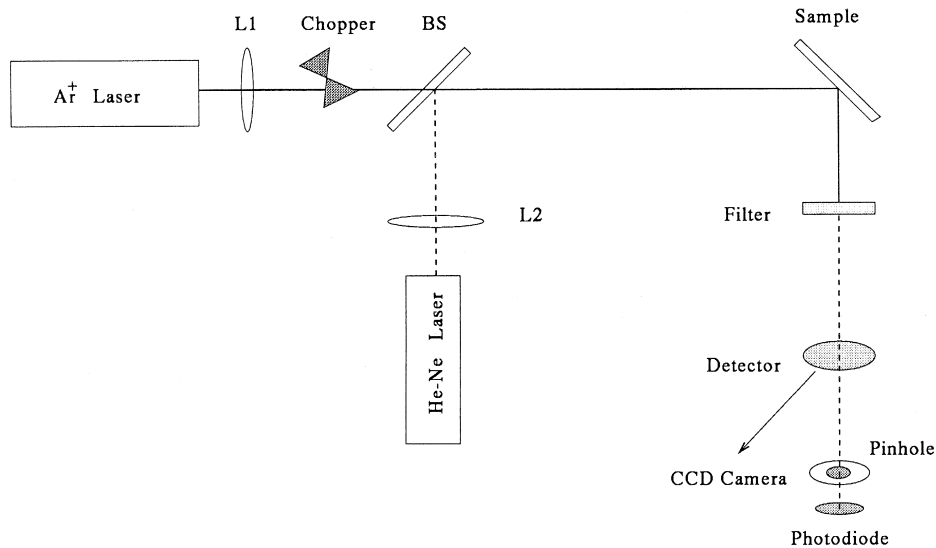 L1
Chopper
BS
Sample
Ar+ Laser
L2
Filter
He-Ne Laser
Detector
Pinhole
CCD Camera
Photodiode